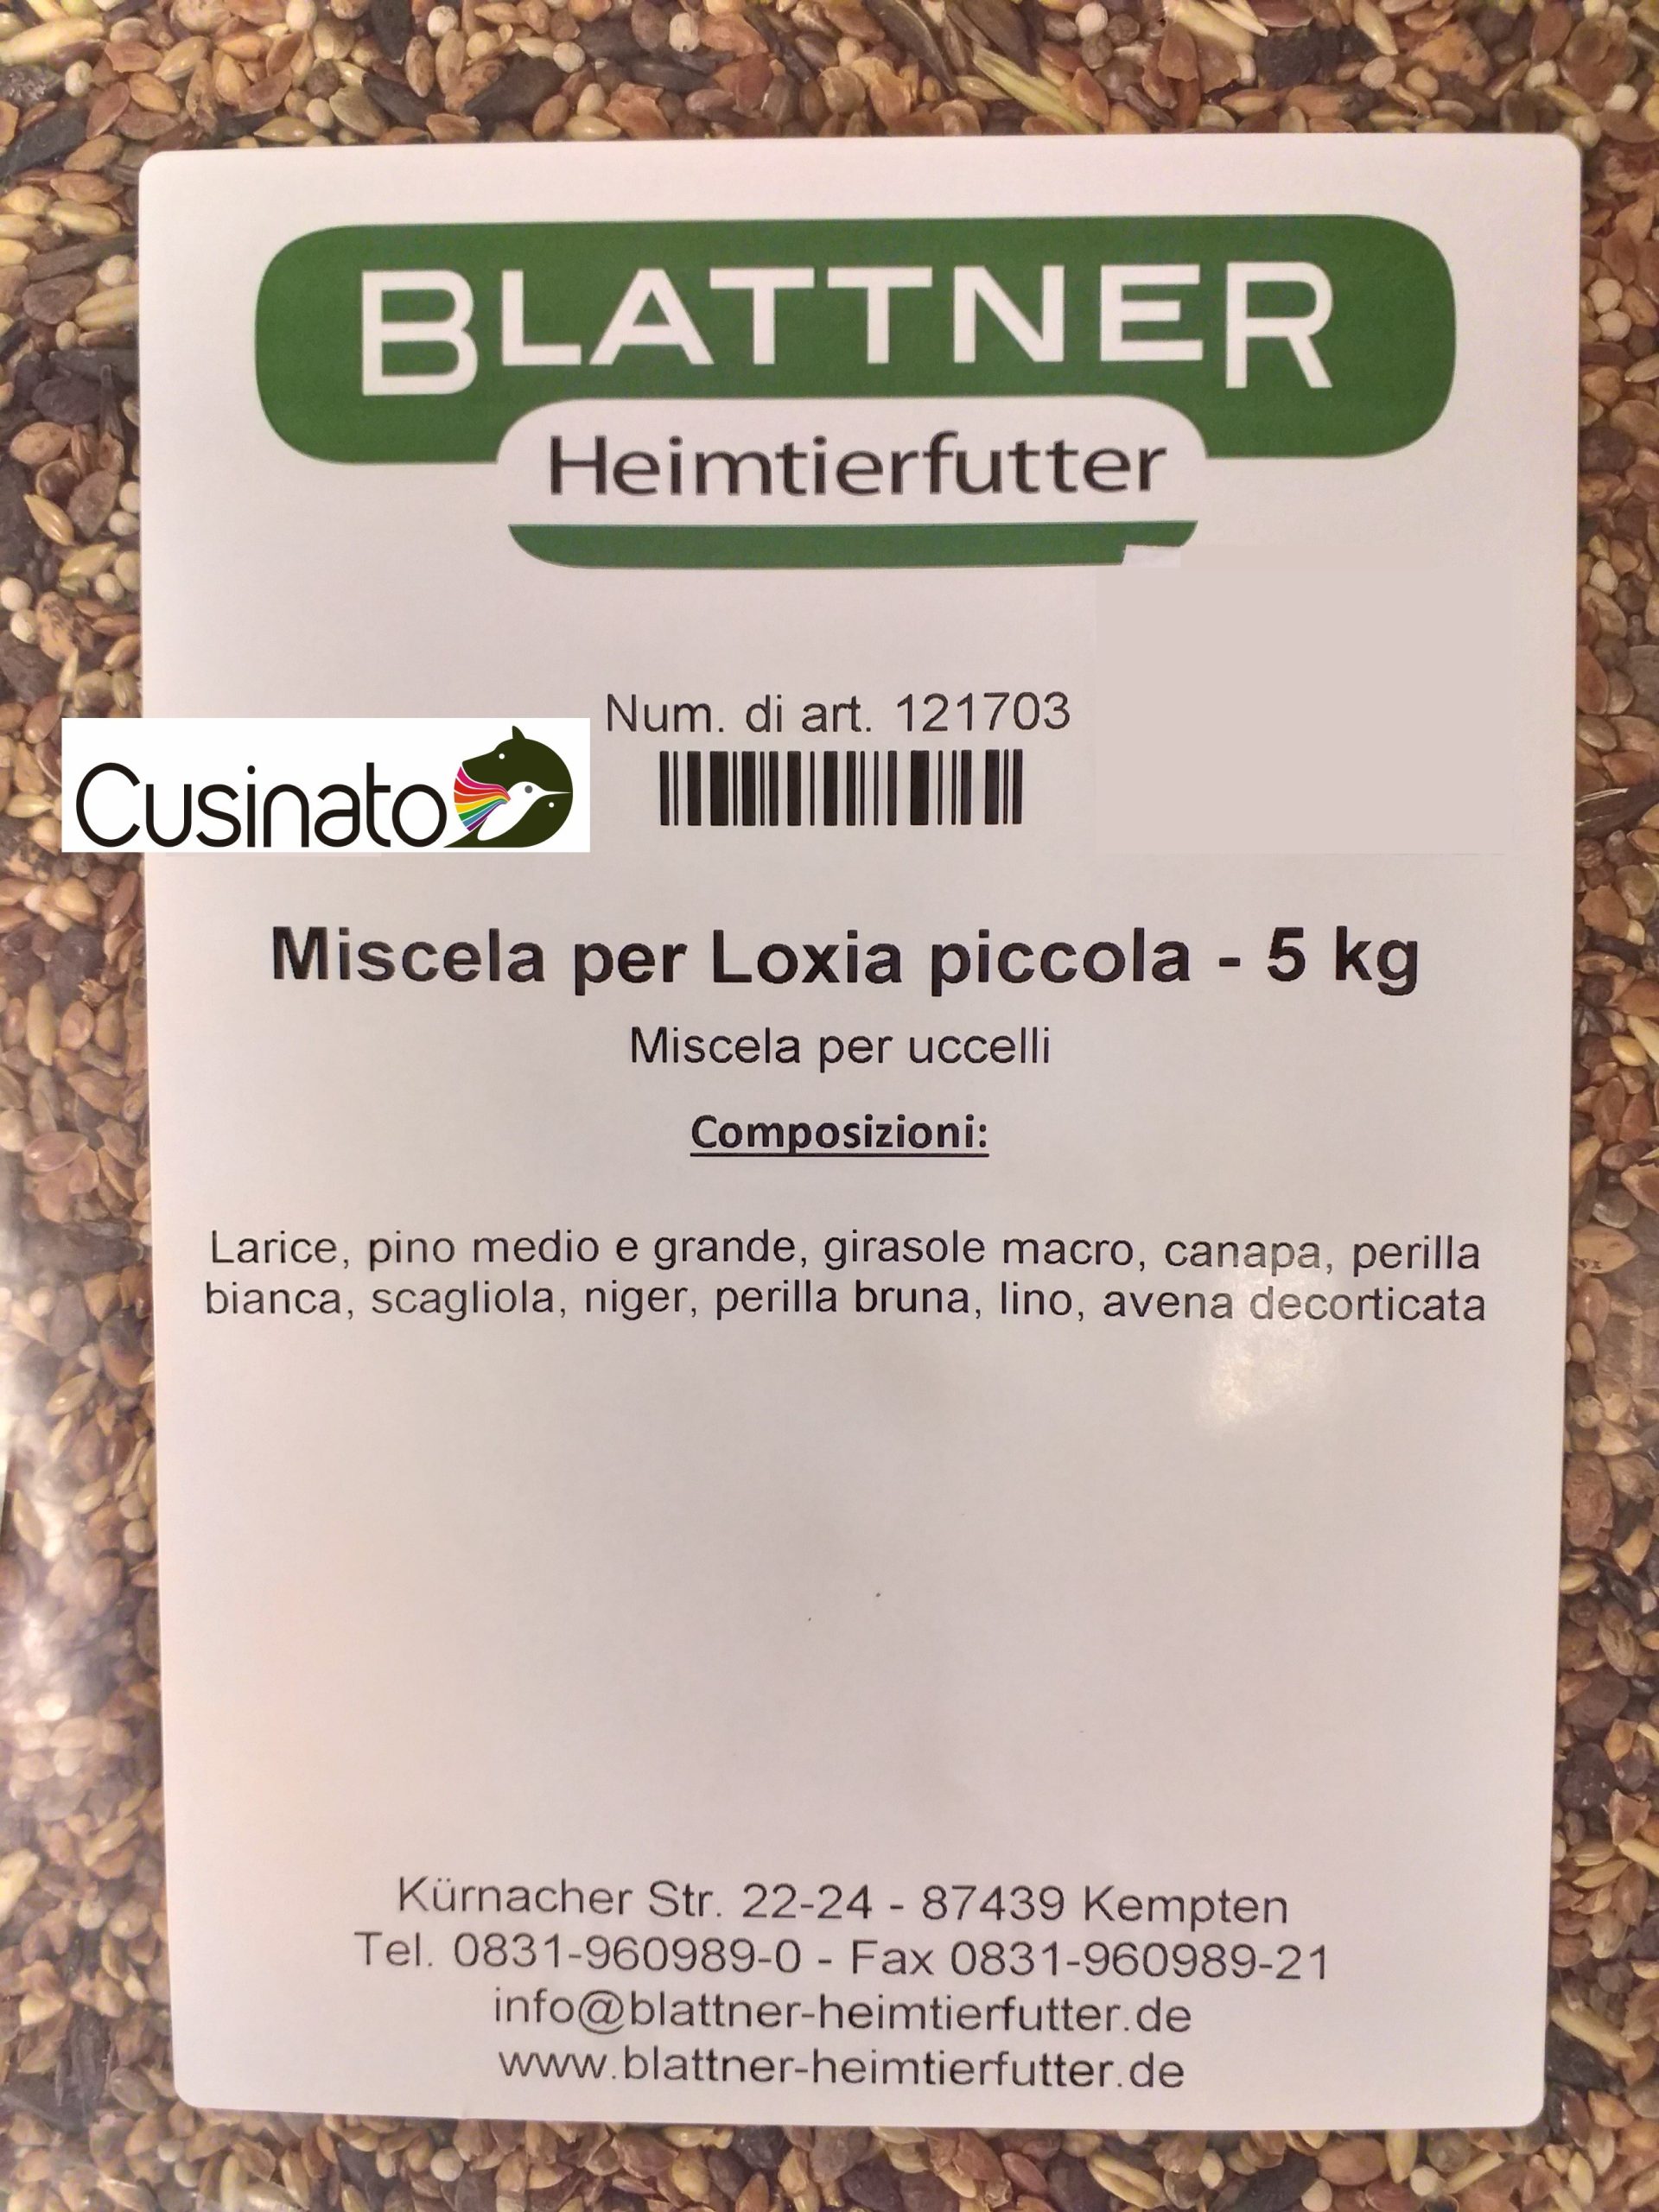 BLATTNER
Heimtierfutter
Num. di art. 121703
Cusinato
Miscela per Loxia piccola - 5 kg
Miscela per uccelli
Composizioni:
Larice, pino medio e grande, girasole macro, canapa, perilla
bianca, scagliola, niger, perilla bruna, lino, avena decorticata
Kürnacher Str. 22-24 - 87439 Kempten
Tel. 0831-960989-0 - Fax 0831-960989-21
info@blattner-heimtierfutter.de
www.blattner-heimtierfutter.de